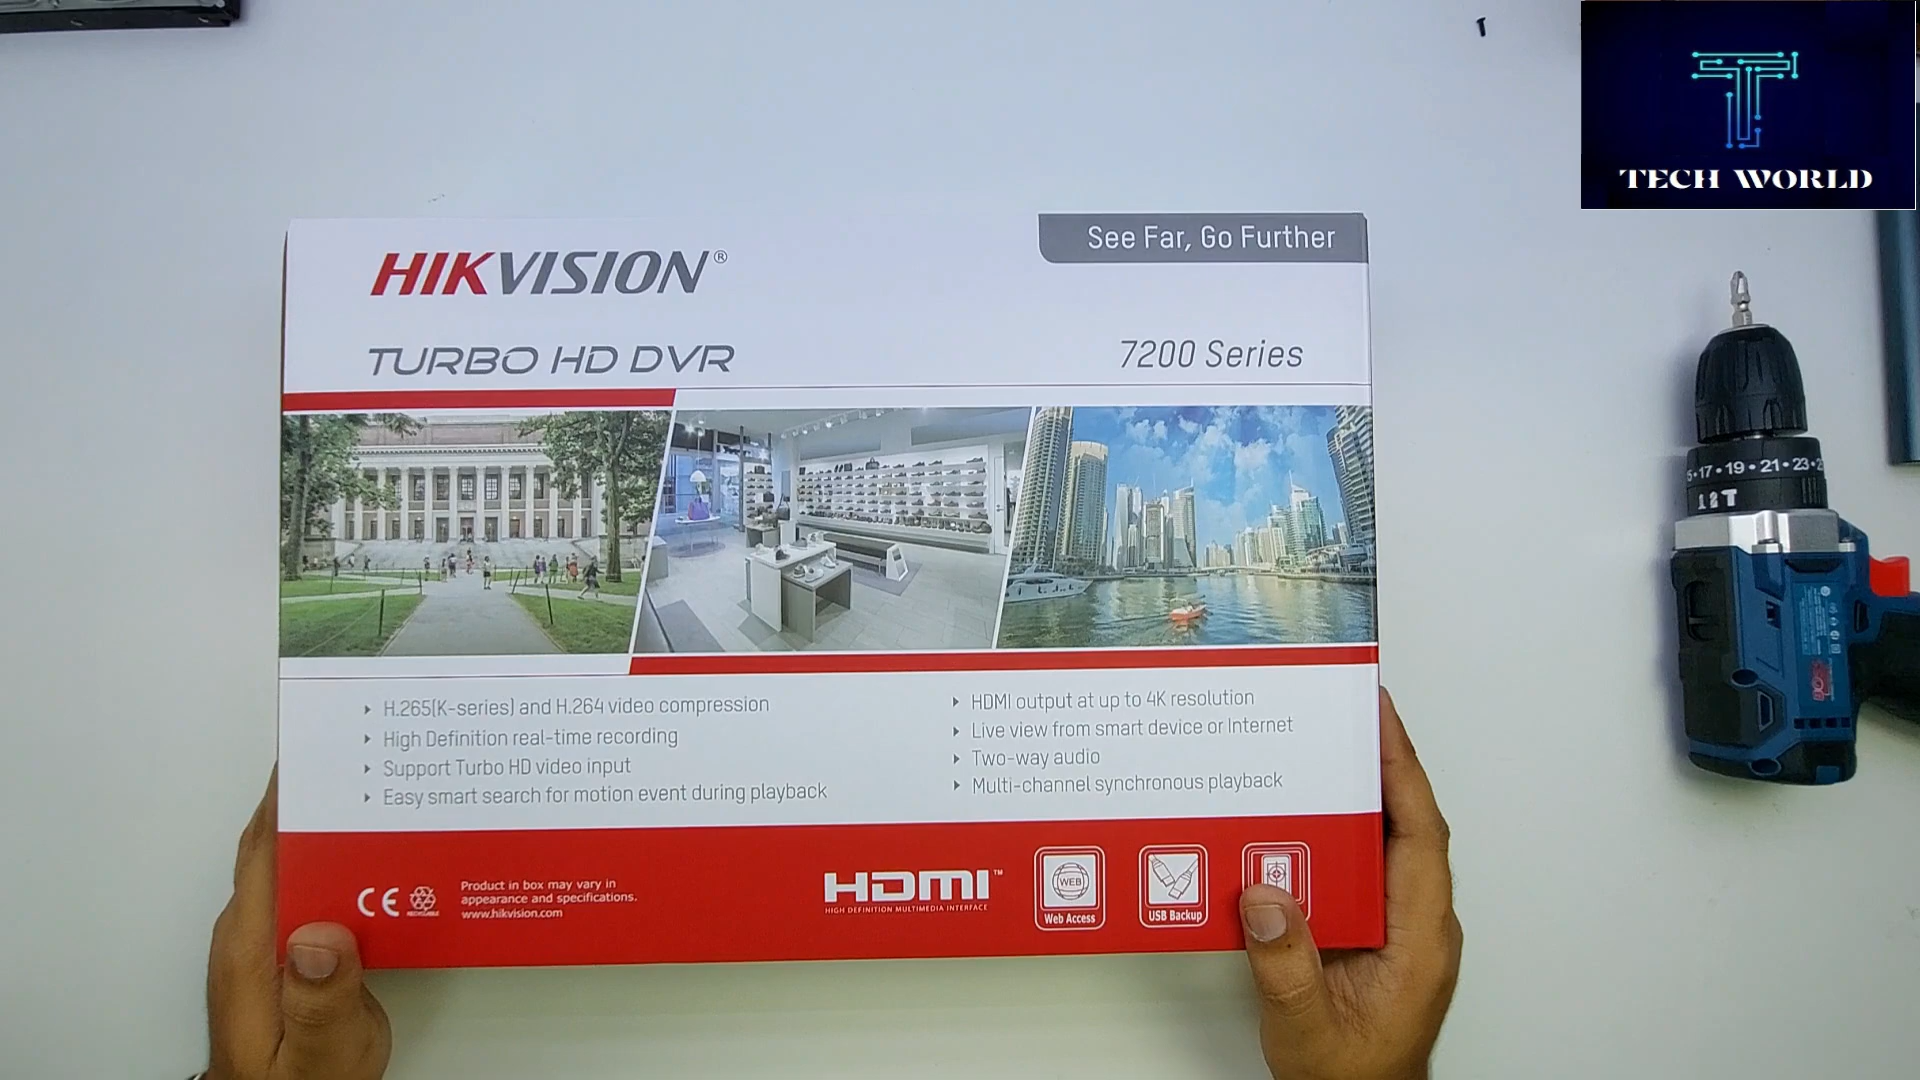 TECH WORLD
See Far, Go Further
HIKVISION®
TURBO HD DVR
7200 Series
H.265(K-series) and H.264 video compression
High Definition real-time recording
Support Turbo HD video input
Easy smart search for motion event during playback
HDMI output at up to 4K resolution
Live view from smart device or Internet
Two-way audio
Multi-channel synchronous playback
CE
RECYCLABLE
Product in box may vary in
appearance and specifications.
www.hikvision.com
HDMI™
HIGH DEFINITION MULTIMEDIA INTERFACE
WEB
Web Access
USB Backup
17•19•21•23
1 2 T